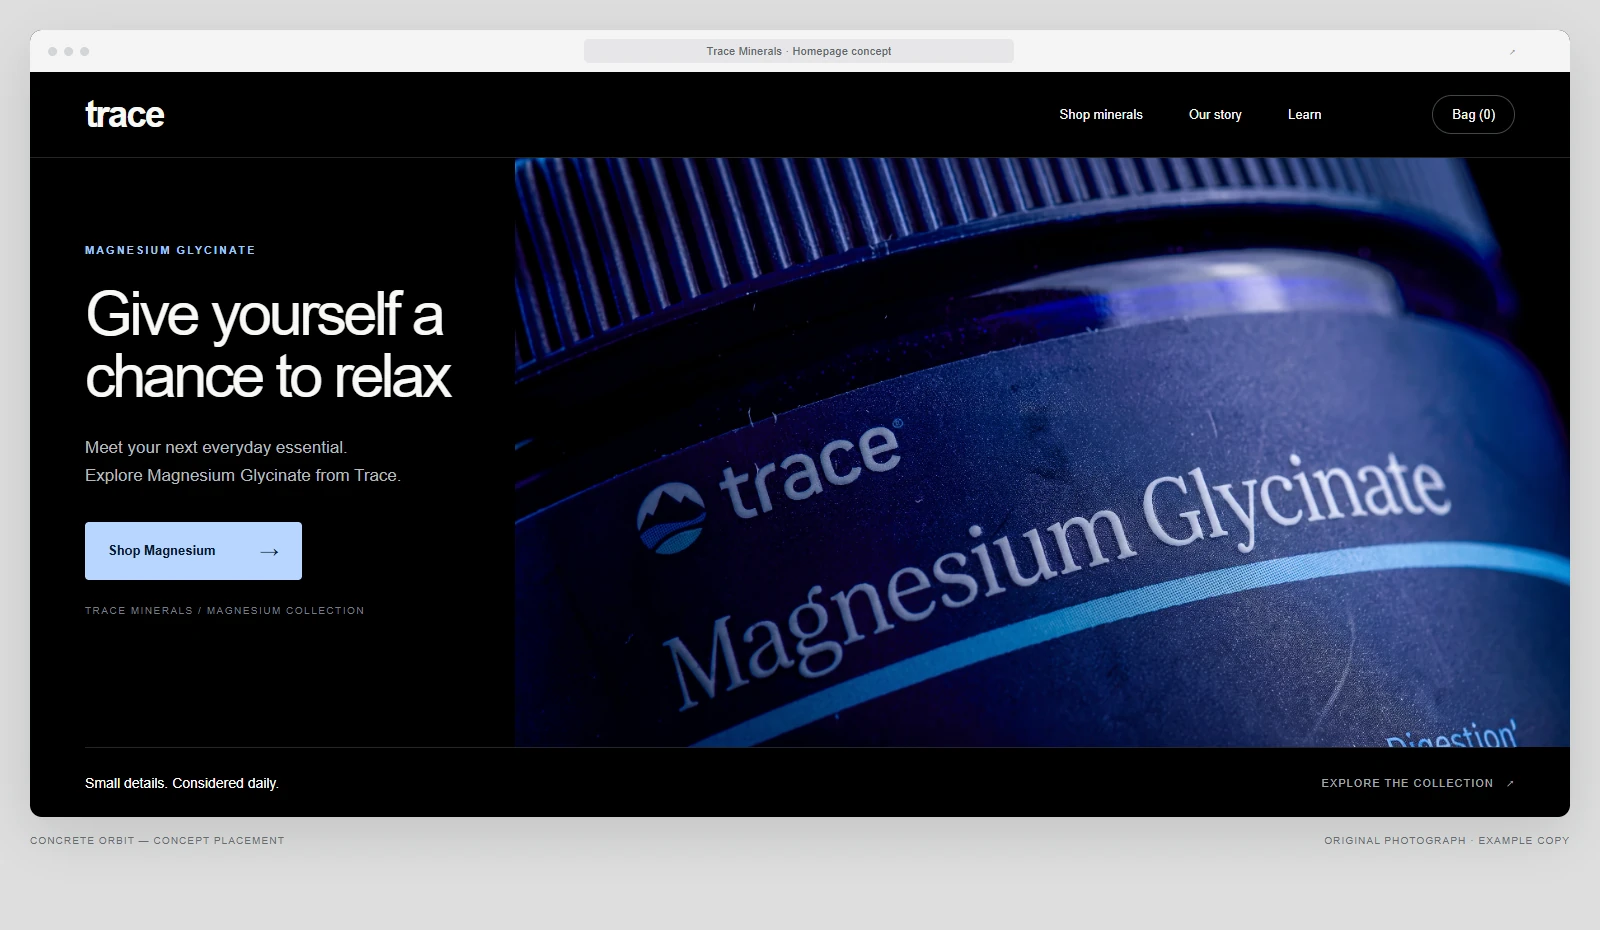 Trace Minerals · Homepage concept
trace
Shop minerals
Our story
Learn
Bag (0)
MAGNESIUM GLYCINATE
Give yourself a
chance to relax
Meet your next everyday essential.
Explore Magnesium Glycinate from Trace.
Shop Magnesium →
TRACE MINERALS / MAGNESIUM COLLECTION
trace®
Magnesium Glycinate
Digestion
Small details. Considered daily.
EXPLORE THE COLLECTION ↗
CONCRETE ORBIT — CONCEPT PLACEMENT
ORIGINAL PHOTOGRAPH · EXAMPLE COPY